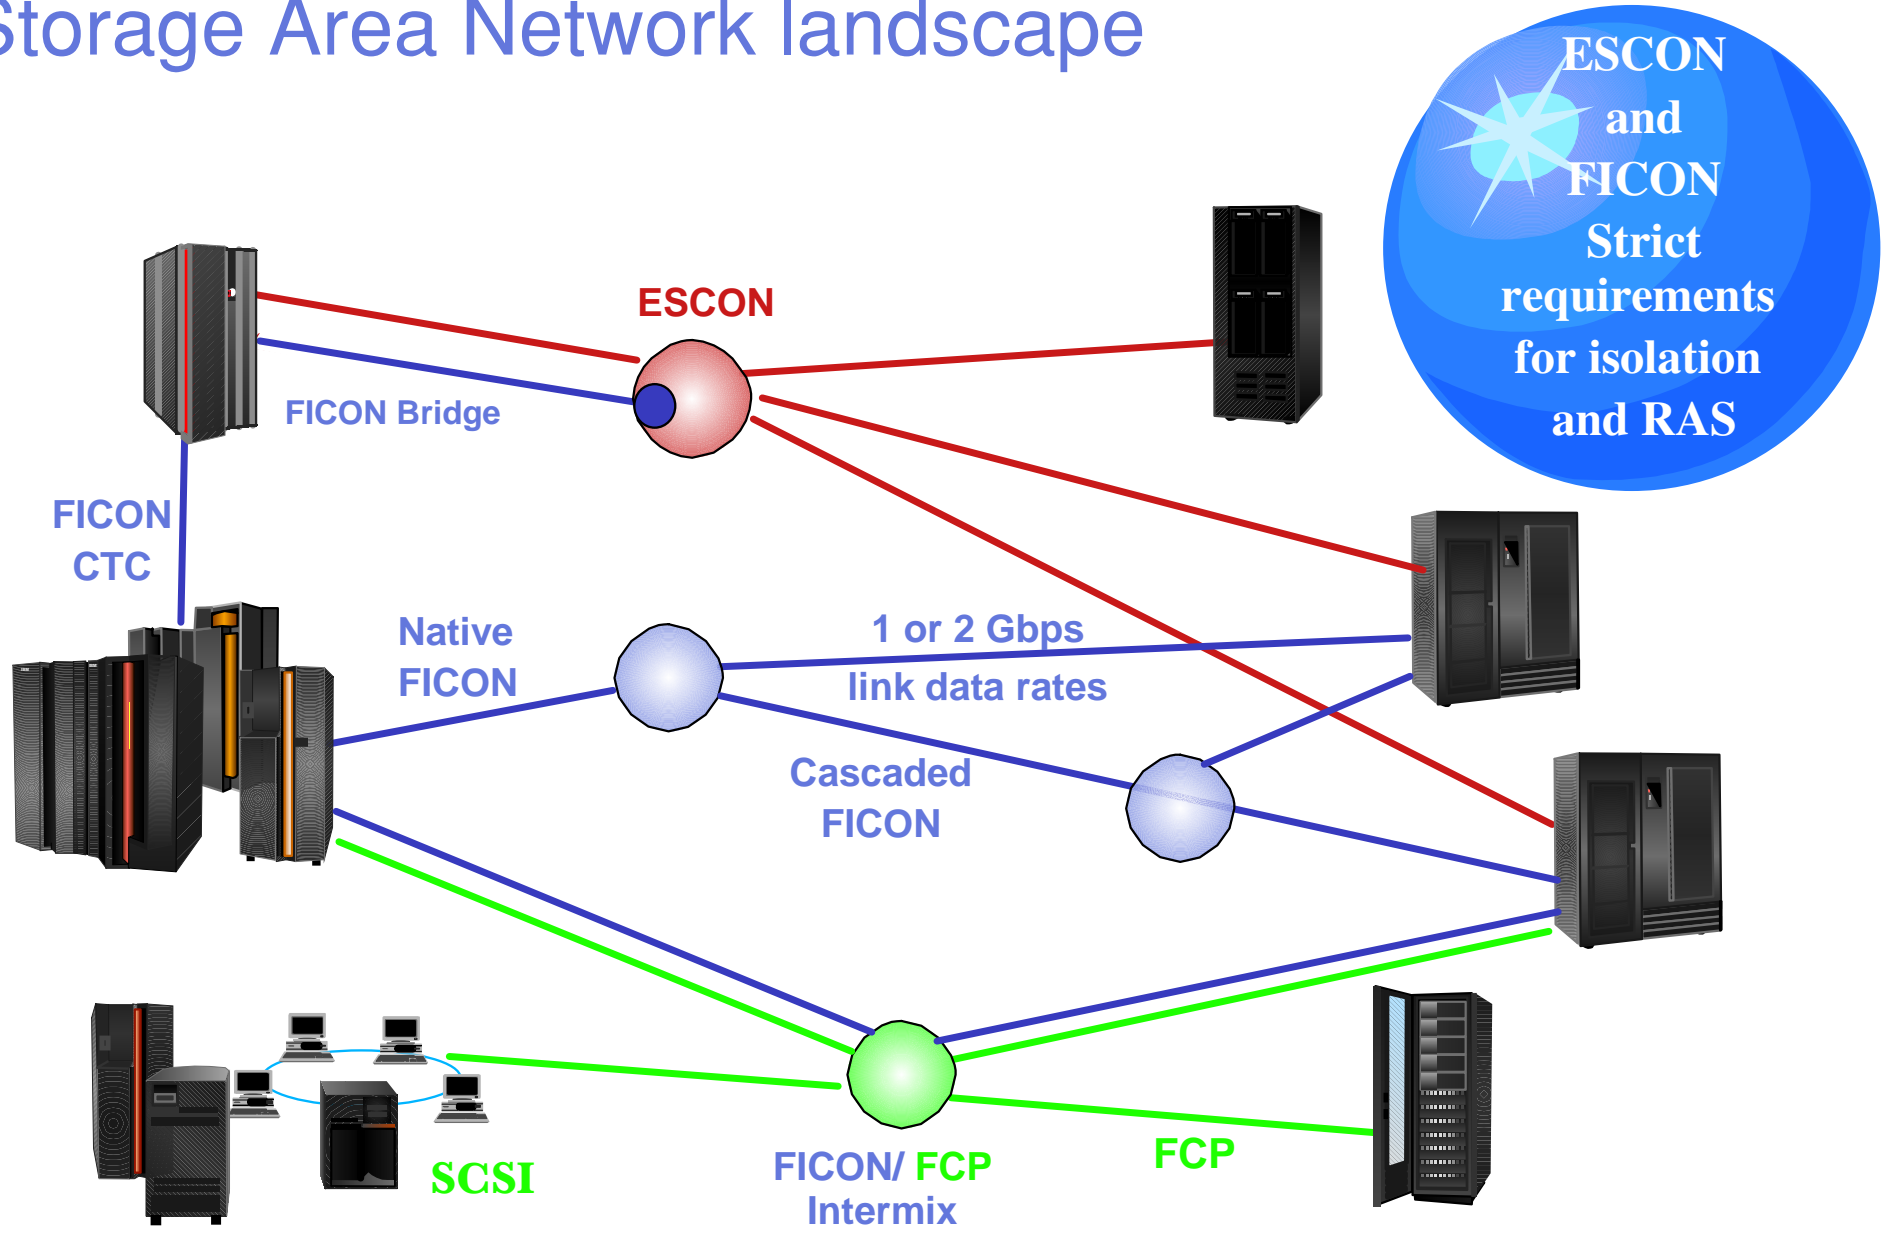 Storage Area Network landscape
ESCON
and
FICON
Strict
requirements
for isolation
and RAS
ESCON
FICON Bridge
FICON
CTC
Native
FICON
1 or 2 Gbps
link data rates
Cascaded
FICON
SCSI
FICON/ FCP
Intermix
FCP